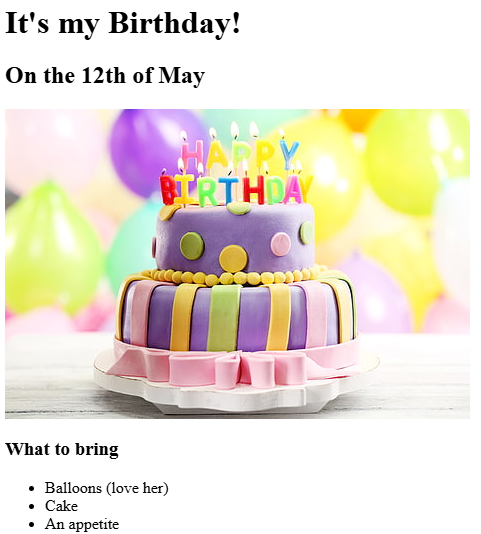 It's my Birthday!
On the 12th of May
HAPPY
BIRTHDAY
What to bring
Balloons (love her)
Cake
An appetite